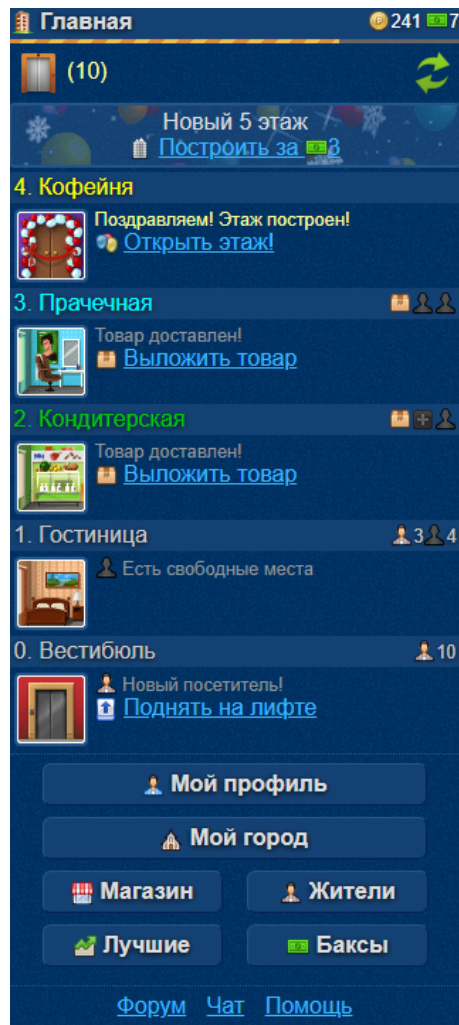 Главная 241 7
(10)
Новый 5 этаж
Построить за 3
4. Кофейня
Поздравляем! Этаж построен!
Открыть этаж!
3. Прачечная
Товар доставлен!
Выложить товар
2. Кондитерская
Товар доставлен!
Выложить товар
1. Гостиница 3 4
Есть свободные места
0. Вестибюль 10
Новый посетитель!
Поднять на лифте
Мой профиль
Мой город
Магазин Жители
Лучшие Баксы
Форум Чат Помощь